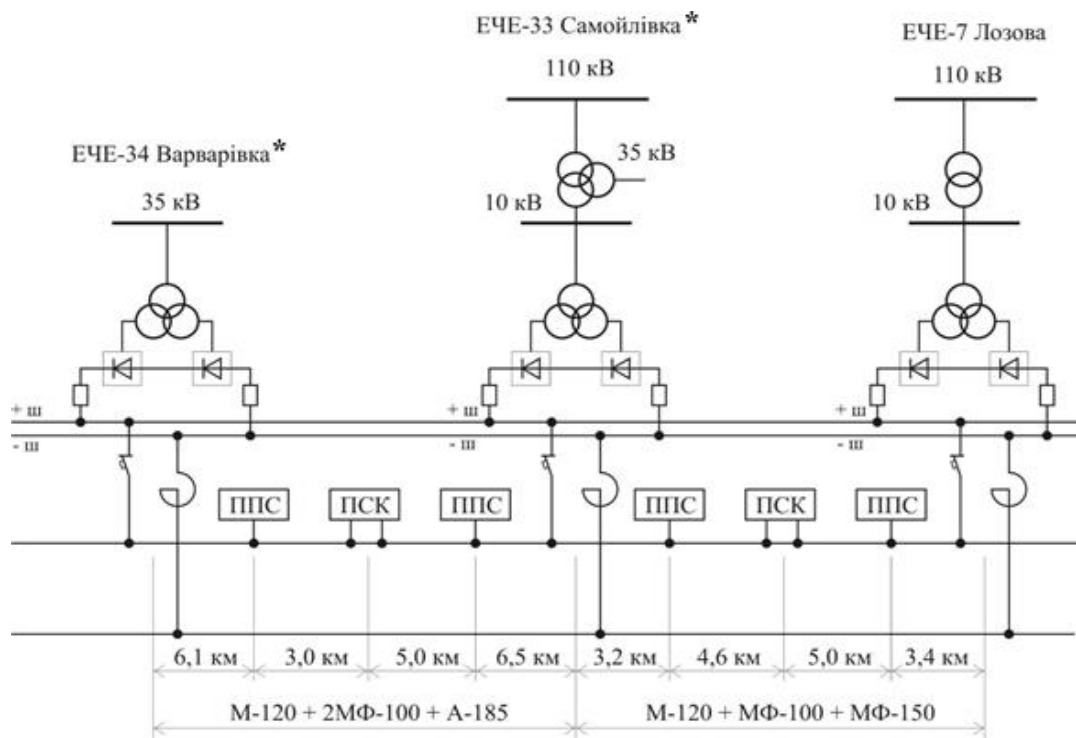 ЕЧЕ-33 Самойлівка*
ЕЧЕ-7 Лозова
110 кВ
110 кВ
ЕЧЕ-34 Варварівка*
35 кВ
35 кВ
10 кВ
10 кВ
+ ш
+ ш
+ ш
- ш
- ш
- ш
ППС
ПСК
ППС
ППС
ПСК
ППС
6,1 км
3,0 км
5,0 км
6,5 км
3,2 км
4,6 км
5,0 км
3,4 км
М-120 + 2МФ-100 + А-185
М-120 + МФ-100 + МФ-150